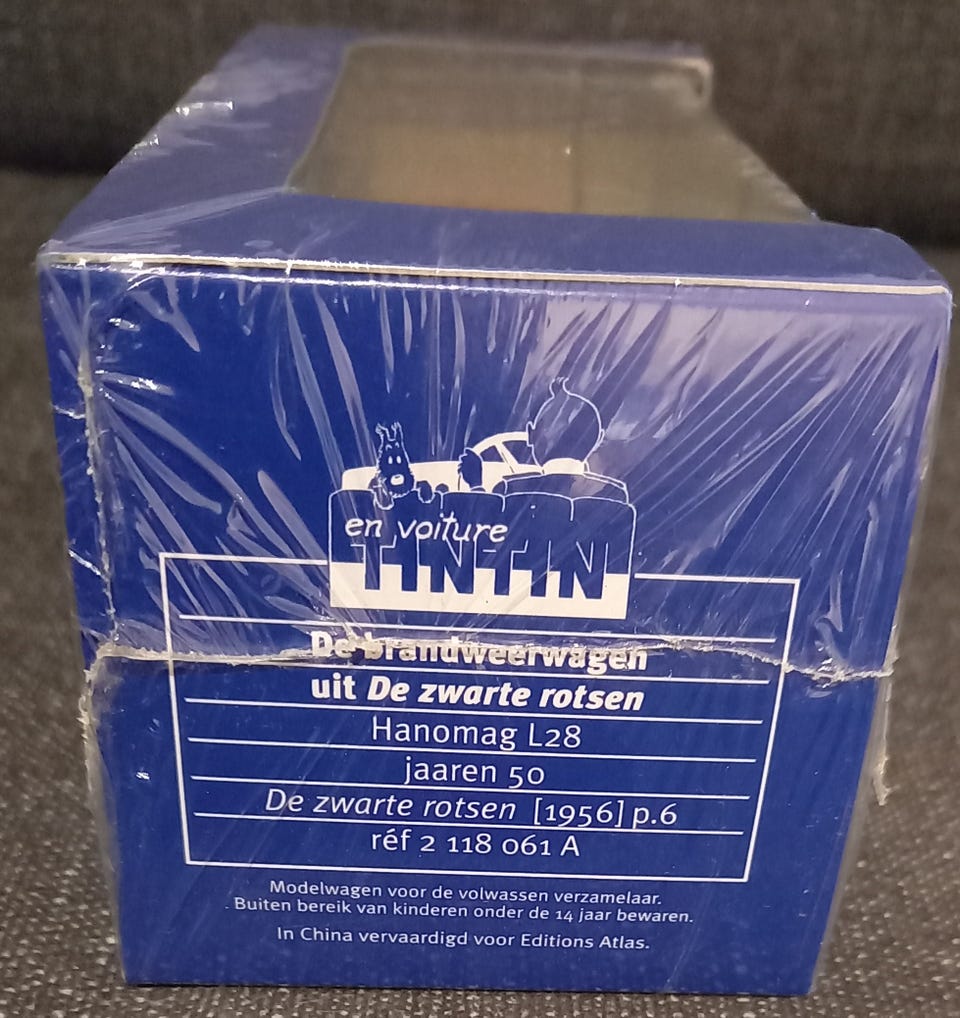 en voiture
TINTIN
De brandweerwagen
uit De zwarte rotsen
Hanomag L28
jaaren 50
De zwarte rotsen [1956] p.6
réf 2 118 061 A
Modelwagen voor de volwassen verzamelaar.
Buiten bereik van kinderen onder de 14 jaar bewaren.
In China vervaardigd voor Editions Atlas.